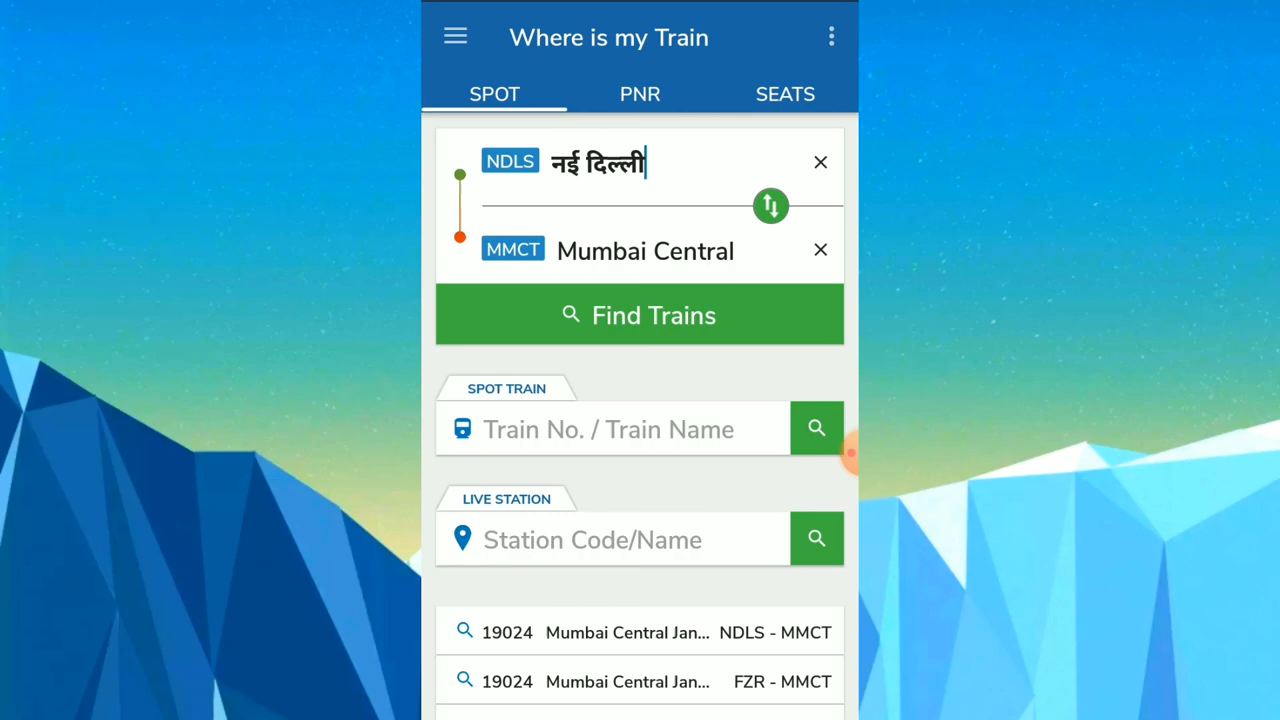 Where is my Train
SPOT PNR SEATS
NDLS नई दिल्ली
MMCT Mumbai Central
Find Trains
SPOT TRAIN
Train No. / Train Name
LIVE STATION
Station Code/Name
19024 Mumbai Central Jan... NDLS - MMCT
19024 Mumbai Central Jan... FZR - MMCT